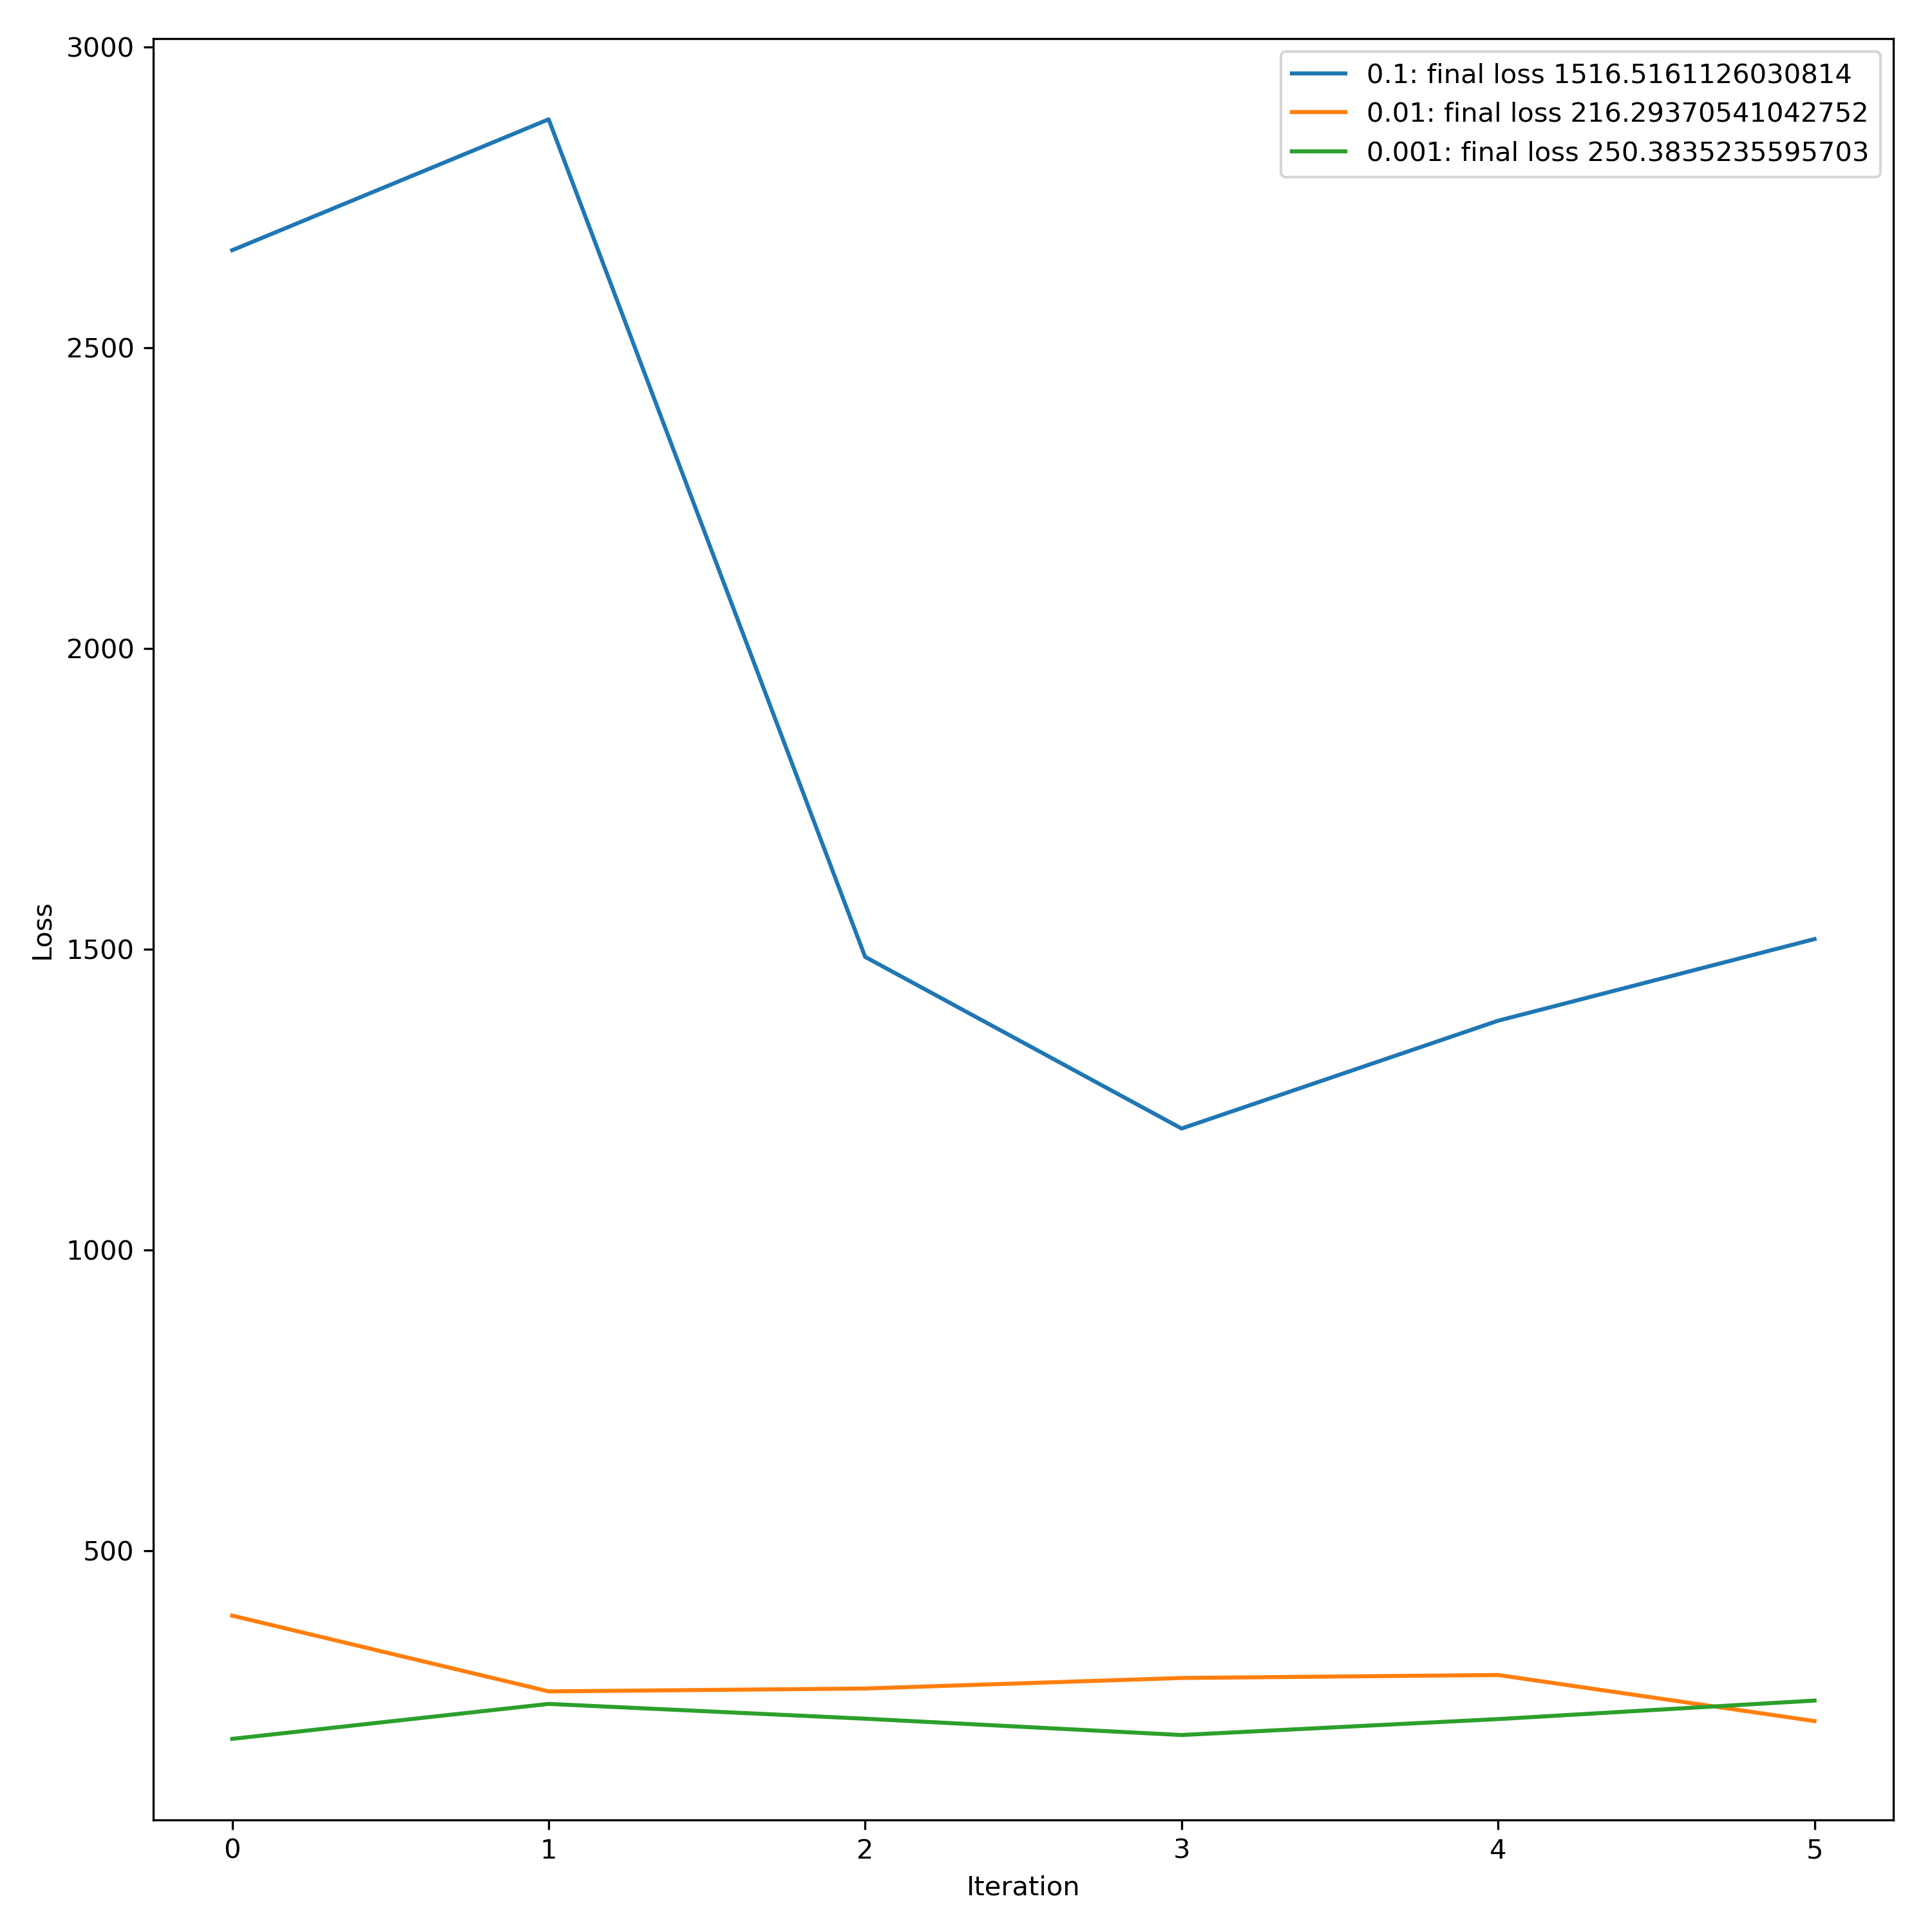 3000
2500
2000
1500
1000
500
Loss
0.1: final loss 1516.5161126030814
0.01: final loss 216.29370541042752
0.001: final loss 250.3835235595703
0 1 2 3 4 5
Iteration